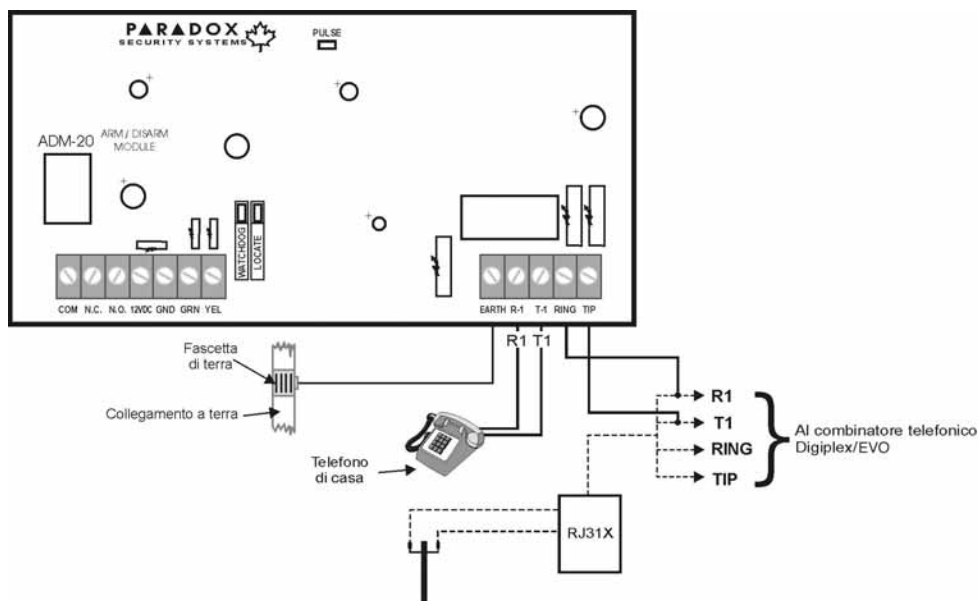 PARADOX
SECURITY SYSTEMS
PULSE
ADM-20
ARM / DISARM
MODULE
WATCHDOG
LOCATE
COM N.C. N.O. 12VDC GND GRN YEL
EARTH R-1 T-1 RING TIP
R1 T1
Fascetta
di terra
Collegamento a terra
Telefono
di casa
R1
T1
RING
TIP
Al combinatore telefonico
Digiplex/EVO
RJ31X